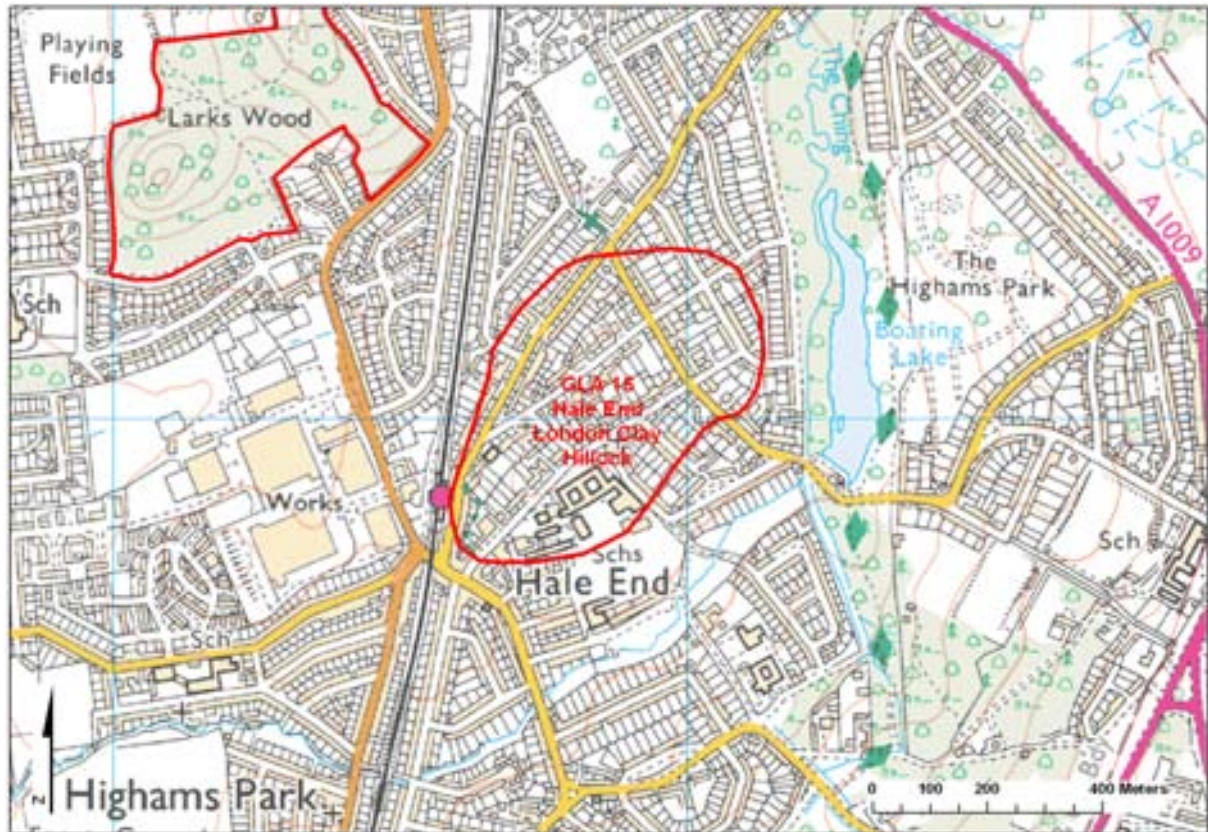 Playing
Fields
Larks Wood
The Ching
A 1009
The
Highams Park
Boating
Lake
Sch
GLA 15
Hale End
London Clay
Hillock
Works
Schs
Hale End
Sch
Sch
Highams Park
0 100 200 400 Meters